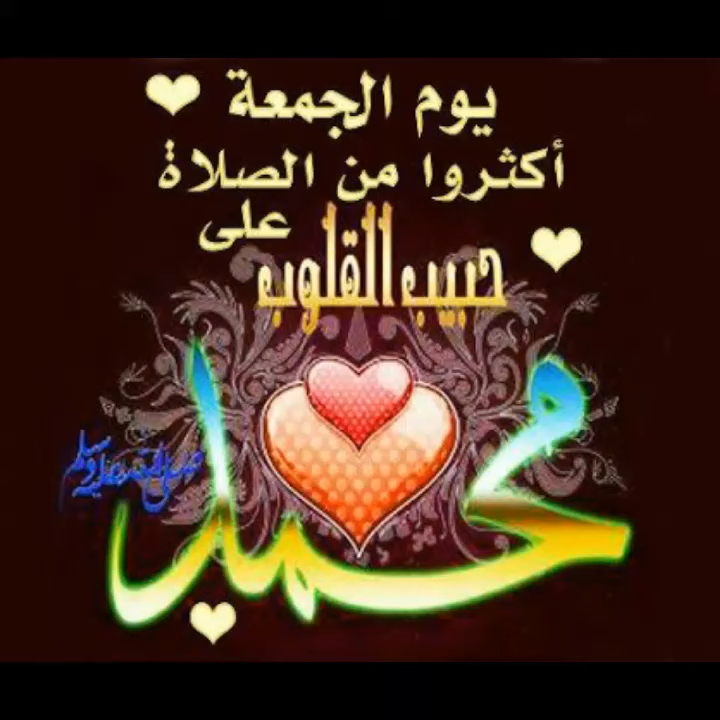 يوم الجمعة
أكثروا من الصلاة
على
حبيب القلوب
محمد
صلى الله عليه وسلم